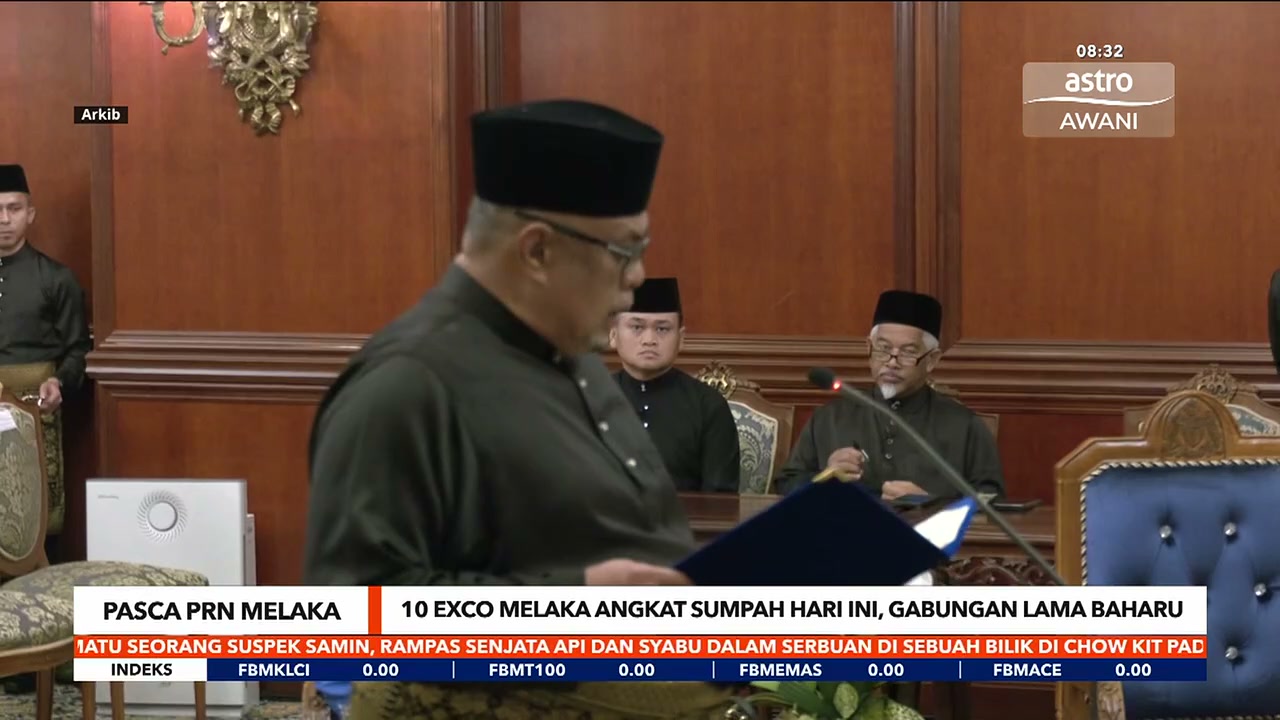 08:32
astro
AWANI
Arkib
PASCA PRN MELAKA
10 EXCO MELAKA ANGKAT SUMPAH HARI INI, GABUNGAN LAMA BAHARU
SEORANG SUSPEK SAMIN, RAMPAS SENJATA API DAN SYABU DALAM SERBUAN DI SEBUAH BILIK DI CHOW KIT PAD
INDEKS FBMKLCI 0.00 | FBMT100 0.00 | FBMEMAS 0.00 | FBMACE 0.00